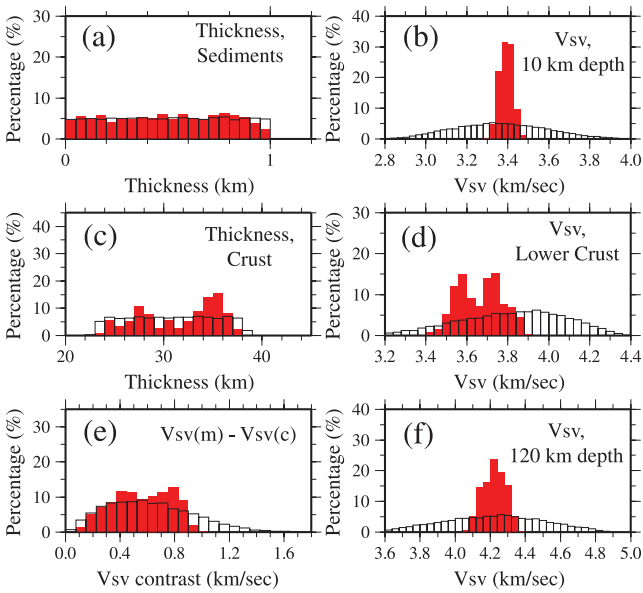 (a)
Thickness,
Sediments
Percentage (%)
0
10
20
30
0
1
Thickness (km)
(b)
Vsv,
10 km depth
Percentage (%)
0
10
20
30
40
2.8
3.0
3.2
3.4
3.6
3.8
4.0
Vsv (km/sec)
(c)
Thickness,
Crust
Percentage (%)
0
10
20
30
40
20
30
40
Thickness (km)
(d)
Vsv,
Lower Crust
Percentage (%)
0
10
20
30
3.2
3.4
3.6
3.8
4.0
4.2
4.4
Vsv (km/sec)
(e)
Vsv(m) - Vsv(c)
Percentage (%)
0
10
20
30
0.0
0.4
0.8
1.2
1.6
Vsv contrast (km/sec)
(f)
Vsv,
120 km depth
Percentage (%)
0
10
20
30
40
3.6
3.8
4.0
4.2
4.4
4.6
4.8
5.0
Vsv (km/sec)